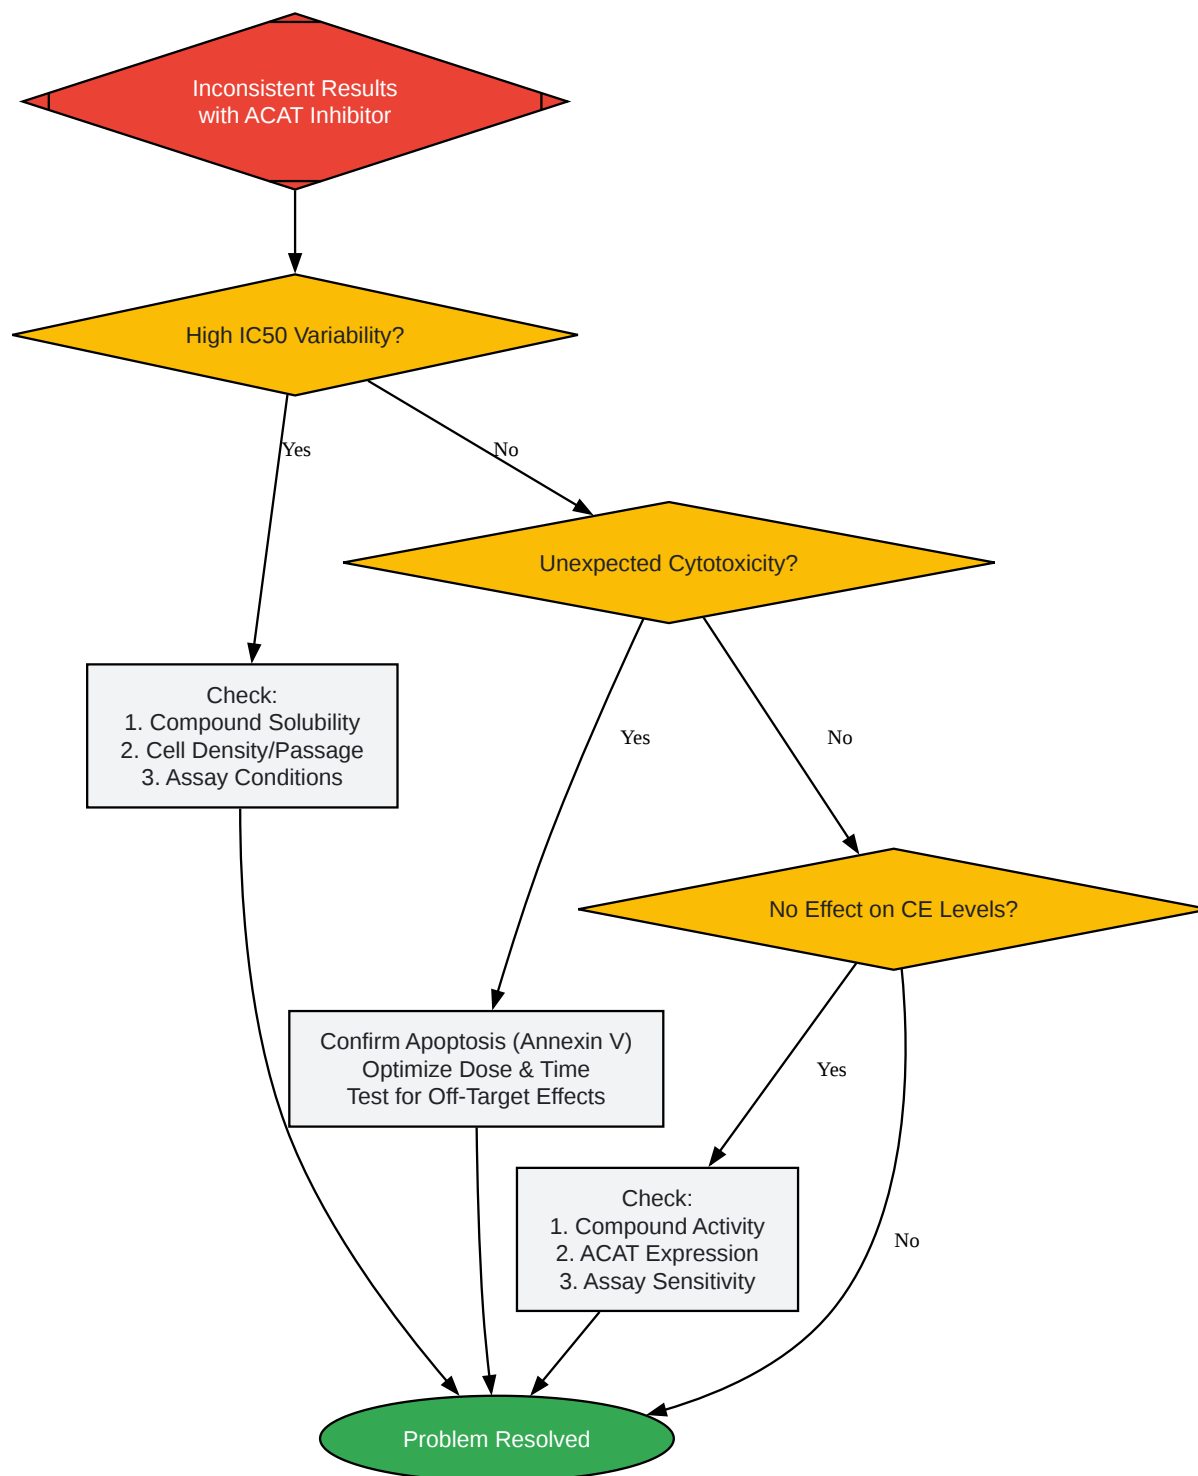 Inconsistent Results
with ACAT Inhibitor
High IC50 Variability?
Yes
No
Unexpected Cytotoxicity?
Check:
1. Compound Solubility
2. Cell Density/Passage
3. Assay Conditions
Yes
No
No Effect on CE Levels?
Confirm Apoptosis (Annexin V)
Optimize Dose & Time
Test for Off-Target Effects
Yes
Check:
1. Compound Activity
2. ACAT Expression
3. Assay Sensitivity
No
Problem Resolved